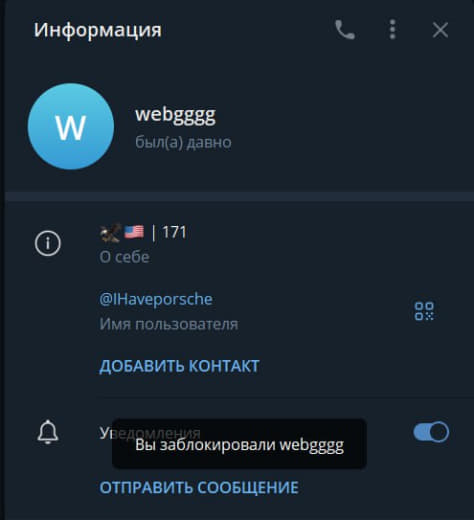 Информация
W
webgggg
был(а) давно
🦅🇺🇸 | 171
О себе
@IHaveporsche
Имя пользователя
ДОБАВИТЬ КОНТАКТ
Уведомления
Вы заблокировали webgggg
ОТПРАВИТЬ СООБЩЕНИЕ